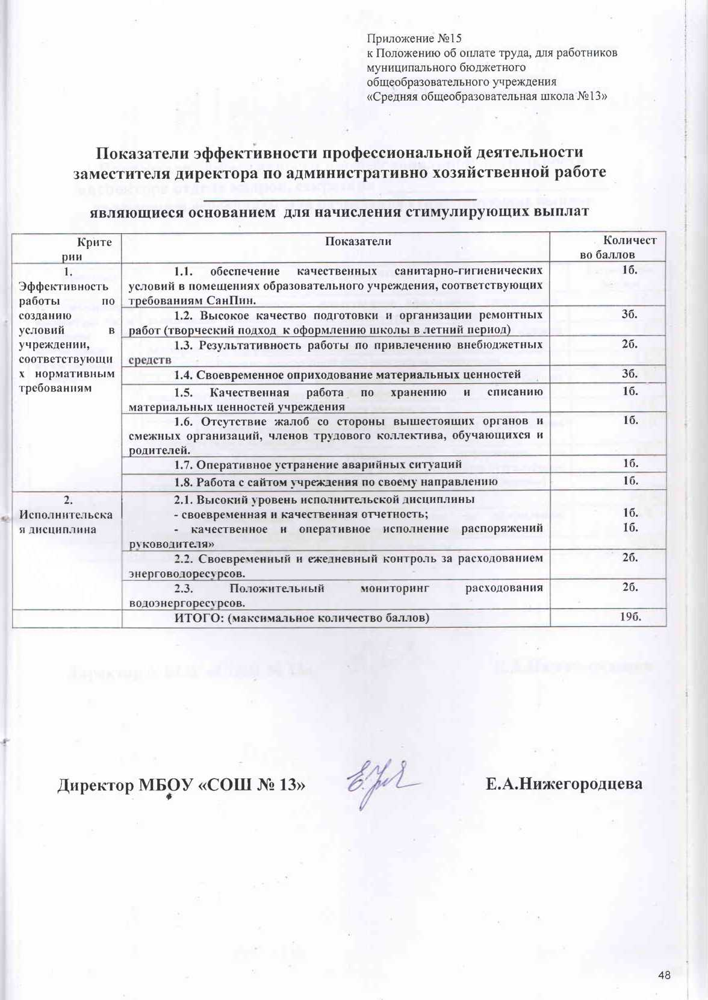 Приложение №15
к Положению об оплате труда, для работников
муниципального бюджетного
общеобразовательного учреждения
«Средняя общеобразовательная школа №13»
Показатели эффективности профессиональной деятельности
заместителя директора по административно хозяйственной работе
являющиеся основанием для начисления стимулирующих выплат
Крите
рии
Показатели
Количест
во баллов
1.
Эффективность
работы по
созданию
условий в
учреждении,
соответствующи
х нормативным
требованиям
1.1. обеспечение качественных санитарно-гигиенических
условий в помещениях образовательного учреждения, соответствующих
требованиям СанПин.
1б.
1.2. Высокое качество подготовки и организации ремонтных
работ (творческий подход к оформлению школы в летний период)
3б.
1.3. Результативность работы по привлечению внебюджетных
средств
2б.
1.4. Своевременное оприходование материальных ценностей
3б.
1.5. Качественная работа по хранению и списанию
материальных ценностей учреждения
1б.
1.6. Отсутствие жалоб со стороны вышестоящих органов и
смежных организаций, членов трудового коллектива, обучающихся и
родителей.
1б.
1.7. Оперативное устранение аварийных ситуаций
1б.
1.8. Работа с сайтом учреждения по своему направлению
1б.
2.
Исполнительска
я дисциплина
2.1. Высокий уровень исполнительской дисциплины
- своевременная и качественная отчетность;
1б.
- качественное и оперативное исполнение распоряжений
руководителя»
1б.
2.2. Своевременный и ежедневный контроль за расходованием
энерговодоресурсов.
2б.
2.3. Положительный мониторинг расходования
водоэнергоресурсов.
2б.
ИТОГО: (максимальное количество баллов)
19б.
Директор МБОУ «СОШ № 13»
Е.А.Нижегородцева
48